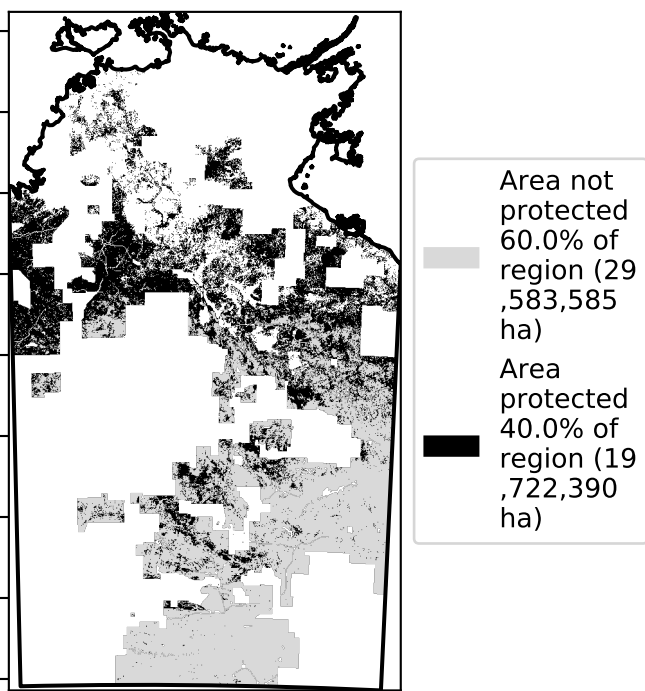 Area not
protected
60.0% of
region (29
,583,585
ha)
Area
protected
40.0% of
region (19
,722,390
ha)